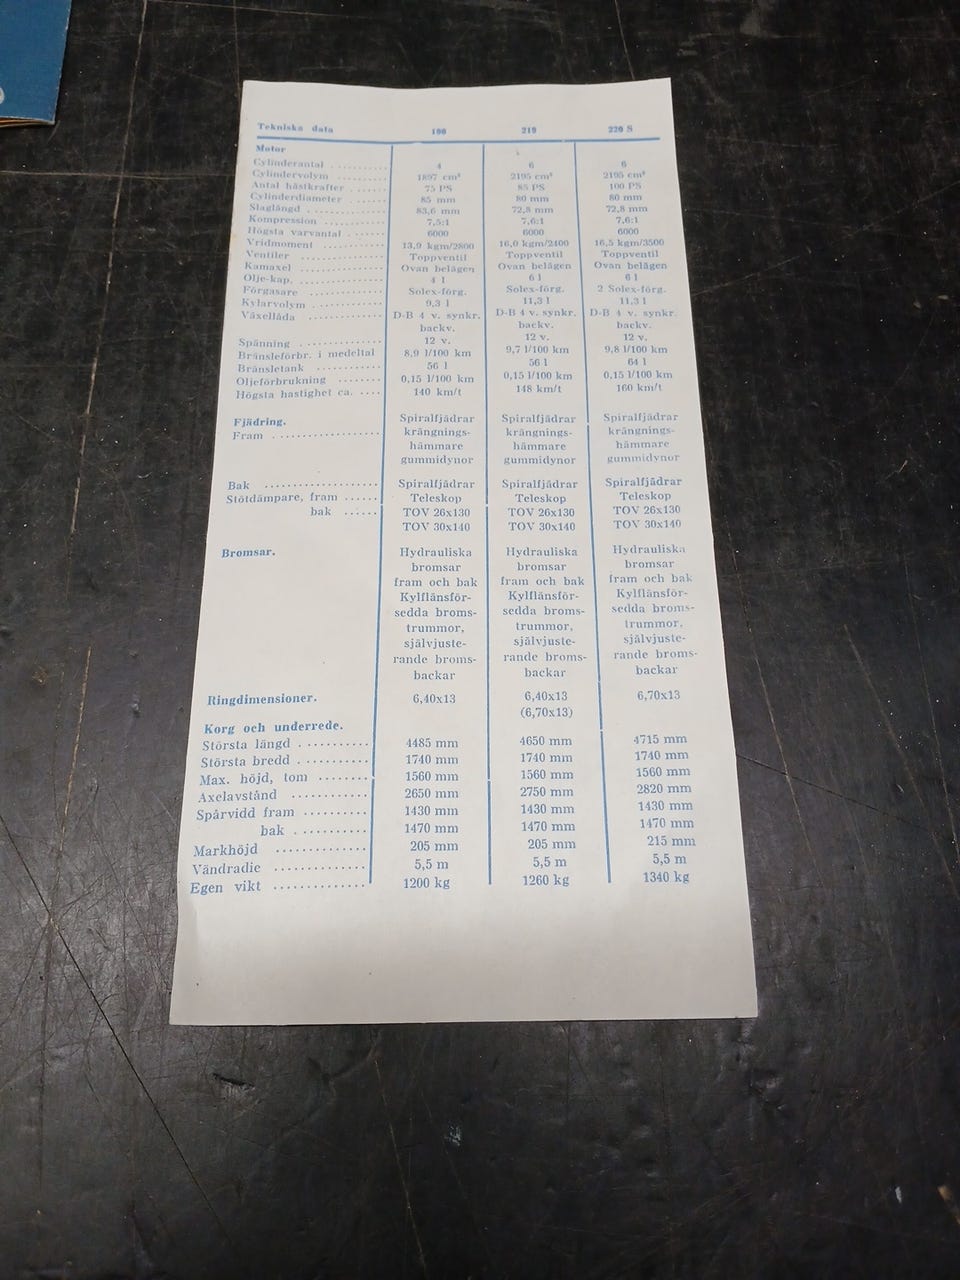 Tekniska data 190 219 220 S
Motor
Cylinderantal .......... 4 6 6
Cylindervolym ......... 1897 cm³ 2195 cm³ 2195 cm³
Antal hästkrafter ...... 75 PS 85 PS 100 PS
Cylinderdiameter ....... 85 mm 80 mm 80 mm
Slaglängd .............. 83,6 mm 72,8 mm 72,8 mm
Kompression ........... 7,5:1 7,6:1 7,6:1
Högsta varvantal ....... 6000 6000 6000
Vridmoment ............ 13,9 kgm/2800 16,0 kgm/2400 16,5 kgm/3500
Ventiler ............... Toppventil Toppventil Toppventil
Kamaxel ............... Ovan belägen Ovan belägen Ovan belägen
Olje-kap. .............. 4 l 6 l 6 l
Förgasare .............. Solex-förg. Solex-förg. 2 Solex-förg.
Kylarvolym ............ 9,3 l 11,3 l 11,3 l
Växellåda .............. D-B 4 v. synkr. D-B 4 v. synkr. D-B 4 v. synkr.
backv. backv. backv.
Spänning .............. 12 v. 12 v. 12 v.
Bränsleförbr. i medeltal 8,9 l/100 km 9,7 l/100 km 9,8 l/100 km
Bränsletank ............ 56 l 56 l 64 l
Oljeförbrukning ........ 0,15 l/100 km 0,15 l/100 km 0,15 l/100 km
Högsta hastighet ca. .... 140 km/t 148 km/t 160 km/t
Fjädring. Spiralfjädrar Spiralfjädrar Spiralfjädrar
Fram .................. krängnings- krängnings- krängnings-
hämmare hämmare hämmare
gummidynor gummidynor gummidynor
Bak .................. Spiralfjädrar Spiralfjädrar Spiralfjädrar
Stötdämpare, fram ...... Teleskop Teleskop Teleskop
bak ...... TOV 26x130 TOV 26x130 TOV 26x130
TOV 30x140 TOV 30x140 TOV 30x140
Bromsar. Hydrauliska Hydrauliska Hydrauliska
bromsar bromsar bromsar
fram och bak fram och bak fram och bak
Kylflänsför- Kylflänsför- Kylflänsför-
sedda broms- sedda broms- sedda broms-
trummor, trummor, trummor,
självjuste- självjuste- självjuste-
rande broms- rande broms- rande broms-
backar backar backar
Ringdimensioner. 6,40x13 6,40x13 6,70x13
(6,70x13)
Korg och underrede.
Största längd ........... 4485 mm 4650 mm 4715 mm
Största bredd ........... 1740 mm 1740 mm 1740 mm
Max. höjd, tom ........ 1560 mm 1560 mm 1560 mm
Axelavstånd ............ 2650 mm 2750 mm 2820 mm
Spårvidd fram .......... 1430 mm 1430 mm 1430 mm
bak .......... 1470 mm 1470 mm 1470 mm
Markhöjd .............. 205 mm 205 mm 215 mm
Vändradie .............. 5,5 m 5,5 m 5,5 m
Egen vikt .............. 1200 kg 1260 kg 1340 kg